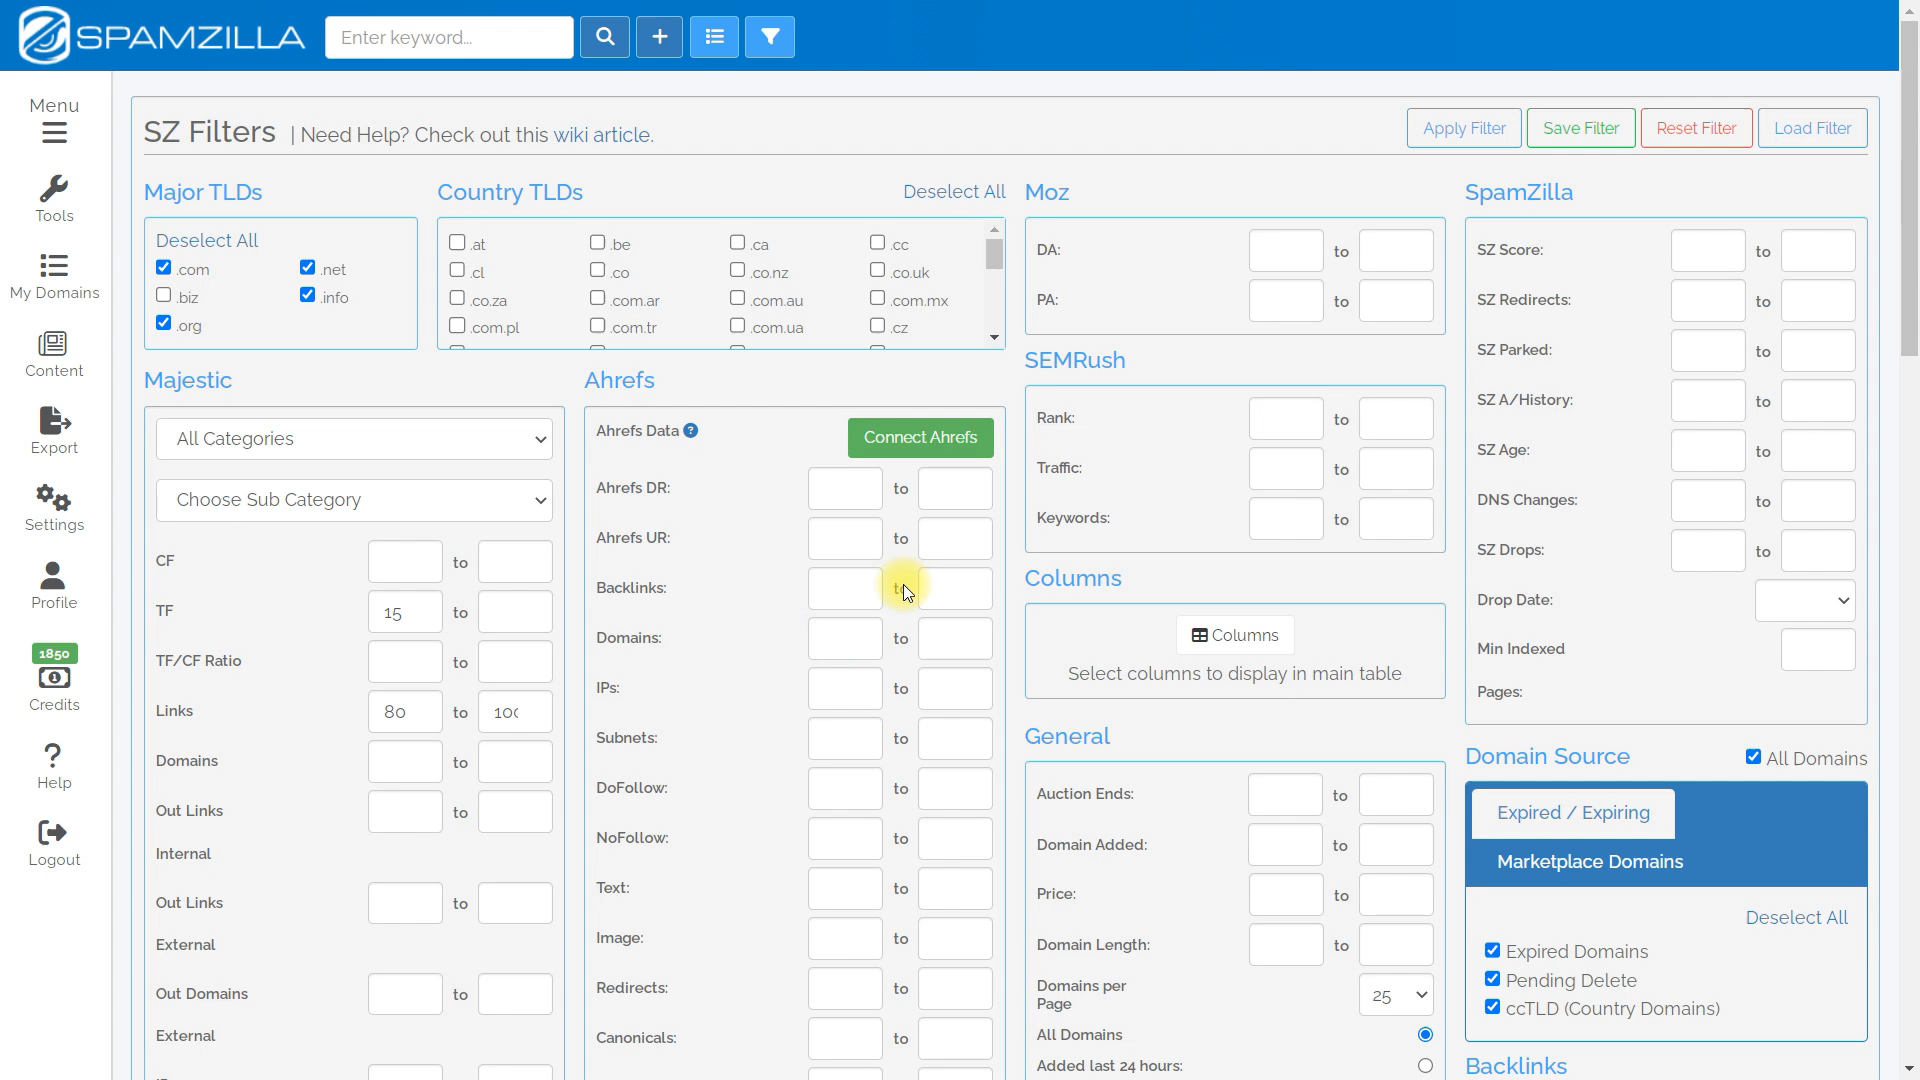 SPAMZILLA
Enter keyword...
Menu
Tools
My Domains
Content
Export
Settings
Profile
1850
Credits
Help
Logout
SZ Filters | Need Help? Check out this wiki article.
Apply Filter
Save Filter
Reset Filter
Load Filter
Major TLDs
Deselect All
.com
.net
.biz
.info
.org
Country TLDs
Deselect All
.at
.be
.ca
.cc
.cl
.co
.co.nz
.co.uk
.co.za
.com.ar
.com.au
.com.mx
.com.pl
.com.tr
.com.ua
.cz
Majestic
All Categories
Choose Sub Category
CF
to
TF
15
to
TF/CF Ratio
to
Links
80
to
Domains
to
Out Links
to
Internal
Out Links
to
External
Out Domains
to
External
Ahrefs
Ahrefs Data
?
Connect Ahrefs
Ahrefs DR:
to
Ahrefs UR:
to
Backlinks:
to
Domains:
to
IPs:
to
Subnets:
to
DoFollow:
to
NoFollow:
to
Text:
to
Image:
to
Redirects:
to
Canonicals:
to
Moz
DA:
to
PA:
to
SEMRush
Rank:
to
Traffic:
to
Keywords:
to
Columns
Columns
Select columns to display in main table
General
Auction Ends:
to
Domain Added:
to
Price:
to
Domain Length:
to
Domains per
Page
25
All Domains
Added last 24 hours:
SpamZilla
SZ Score:
to
SZ Redirects:
to
SZ Parked:
to
SZ A/History:
to
SZ Age:
to
DNS Changes:
to
SZ Drops:
to
Drop Date:
Min Indexed
Pages:
Domain Source
All Domains
Expired / Expiring
Marketplace Domains
Deselect All
Expired Domains
Pending Delete
ccTLD (Country Domains)
Backlinks